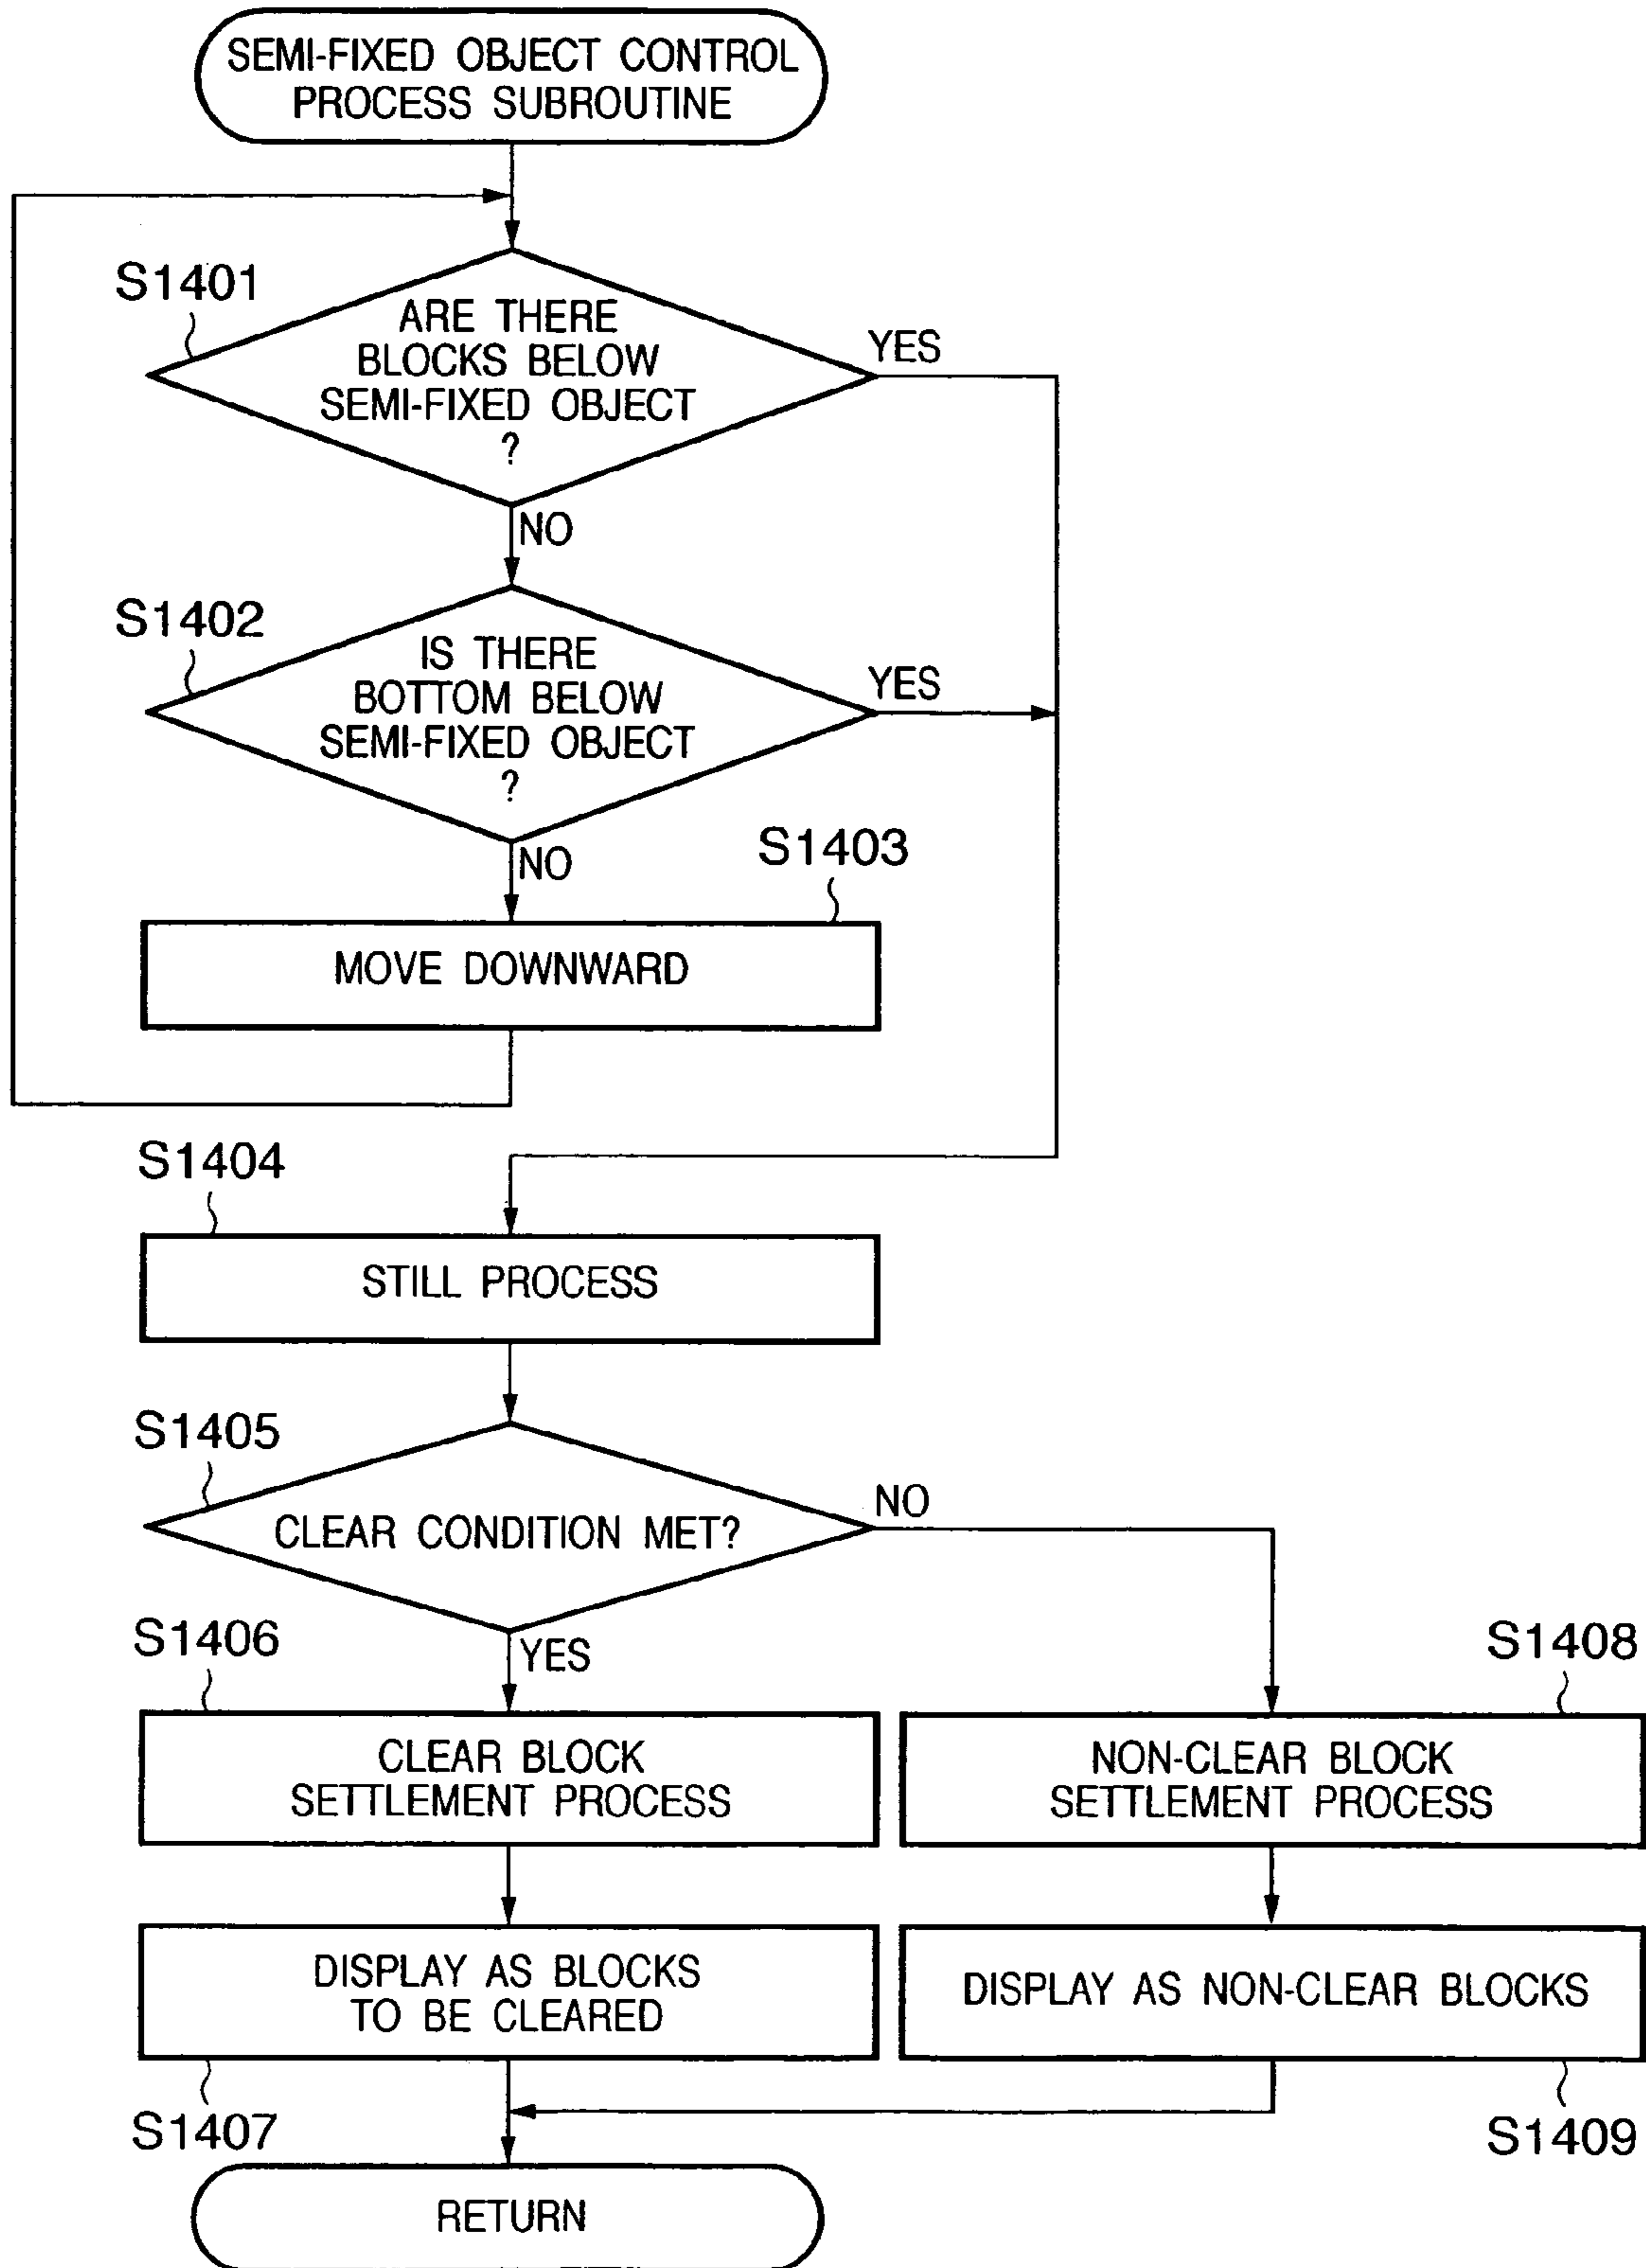 SEMI-FIXED OBJECT CONTROL
PROCESS SUBROUTINE
S1401
ARE THERE
BLOCKS BELOW
SEMI-FIXED OBJECT
?
YES
NO
S1402
IS THERE
BOTTOM BELOW
SEMI-FIXED OBJECT
?
YES
NO
S1403
MOVE DOWNWARD
S1404
STILL PROCESS
S1405
CLEAR CONDITION MET?
NO
YES
S1406
CLEAR BLOCK
SETTLEMENT PROCESS
S1408
NON-CLEAR BLOCK
SETTLEMENT PROCESS
DISPLAY AS BLOCKS
TO BE CLEARED
S1407
DISPLAY AS NON-CLEAR BLOCKS
S1409
RETURN